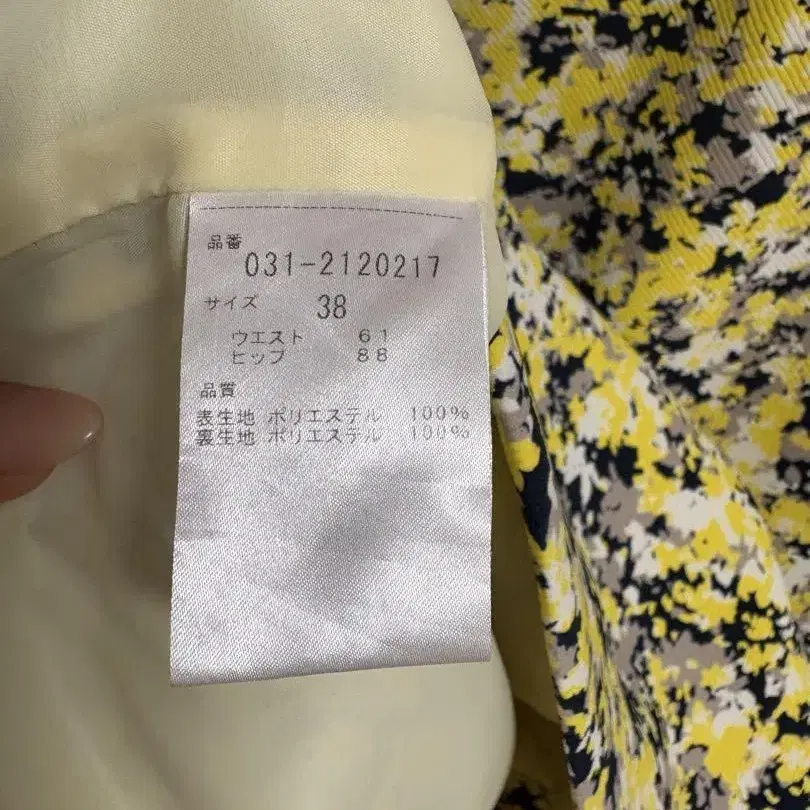 品番
031-2120217
サイズ 38
ウエスト 61
ヒップ 88
品質
表生地 ポリエステル 100%
裏生地 ポリエステル 100%